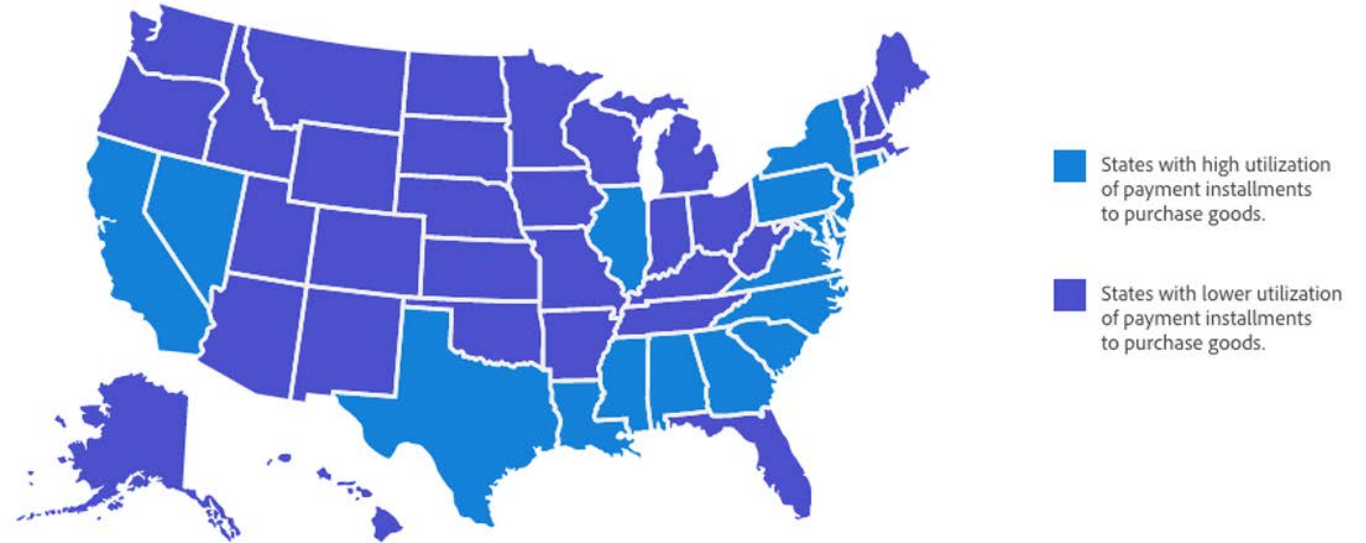 States with high utilization
of payment installments
to purchase goods.
States with lower utilization
of payment installments
to purchase goods.